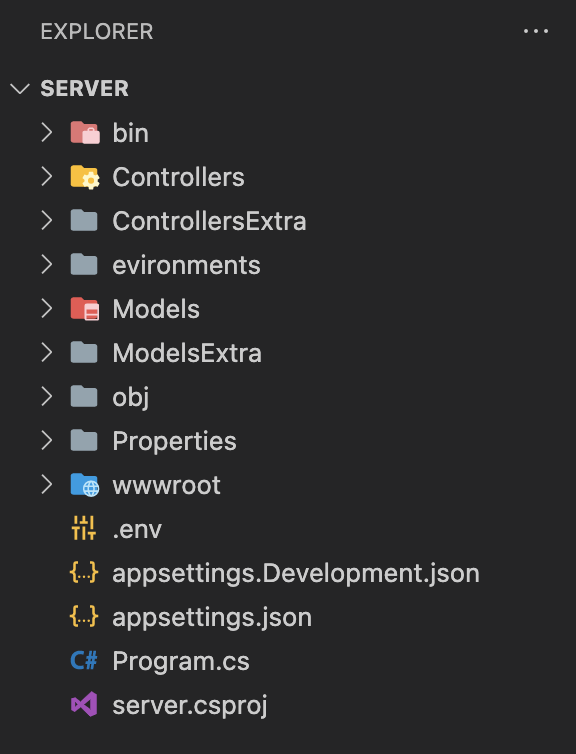 EXPLORER ...
SERVER
bin
Controllers
ControllersExtra
evironments
Models
ModelsExtra
obj
Properties
wwwroot
.env
{...} appsettings.Development.json
{...} appsettings.json
C# Program.cs
server.csproj